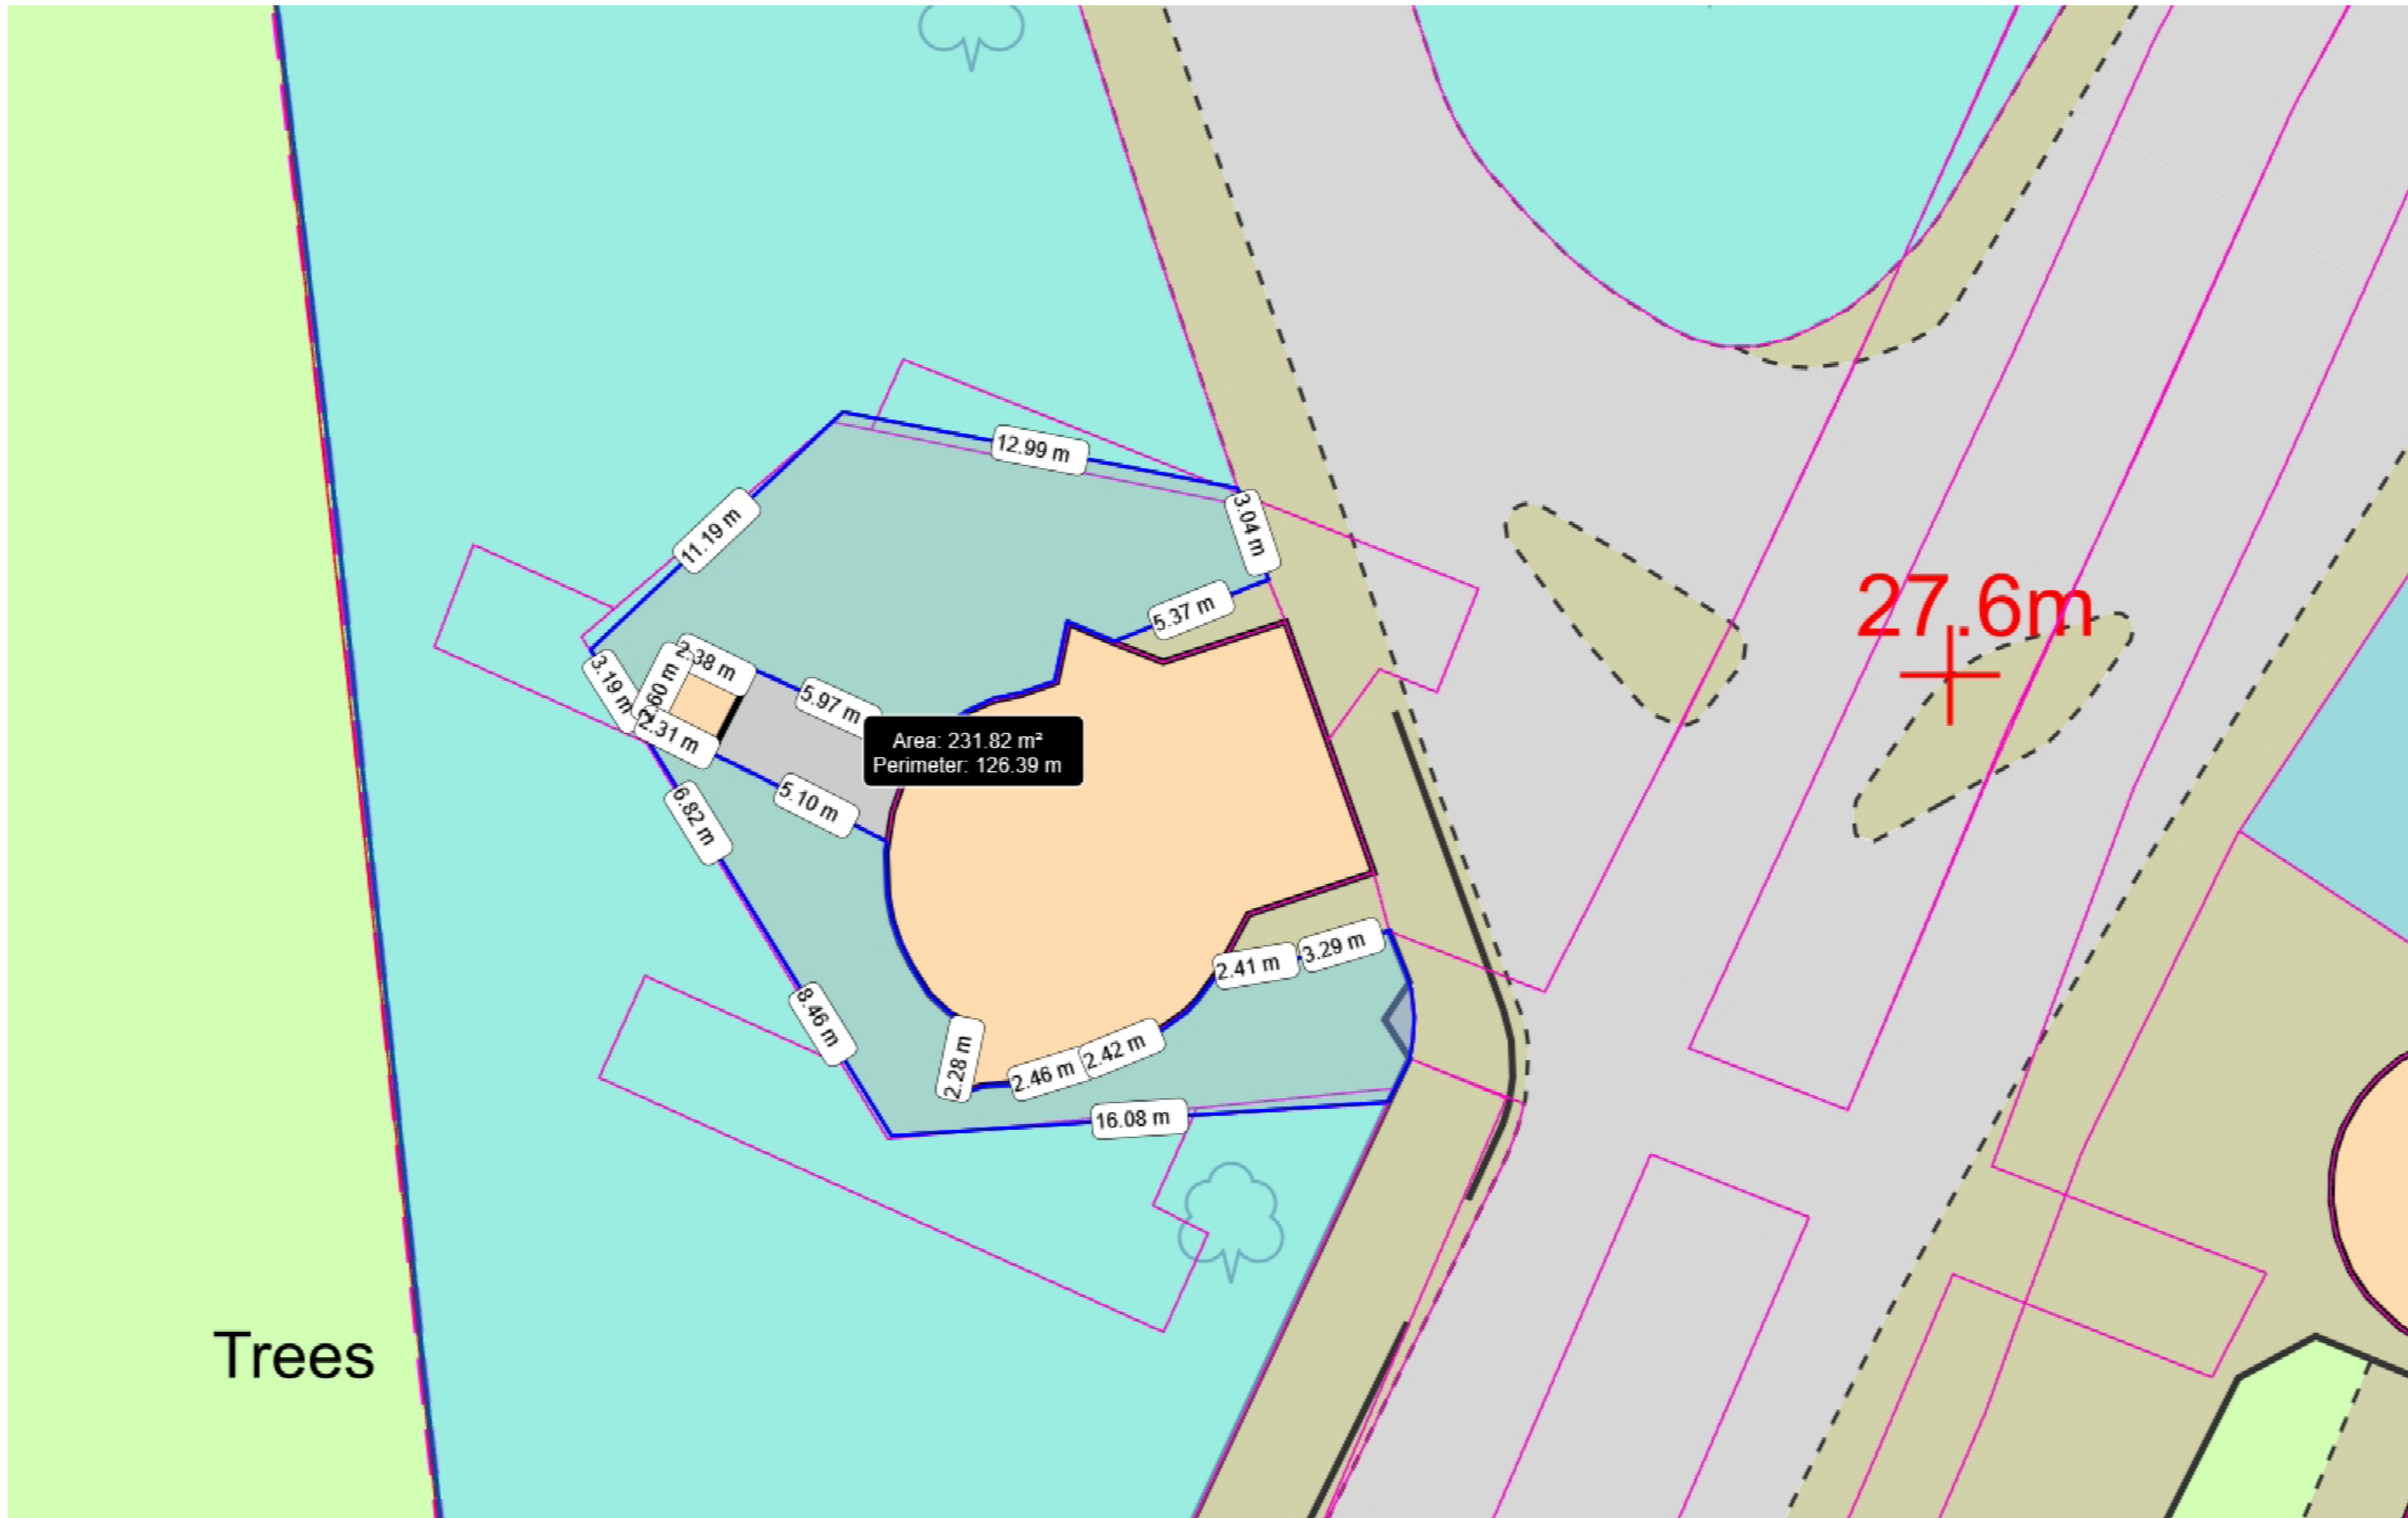 12.99 m
3.04 m
11.19 m
5.37 m
27.6m
2.38 m
3.19 m
2.60 m
5.97 m
2.31 m
Area: 231.82 m²
Perimeter: 126.39 m
5.10 m
6.82 m
2.41 m
3.29 m
8.46 m
2.28 m
2.46 m
2.42 m
16.08 m
Trees